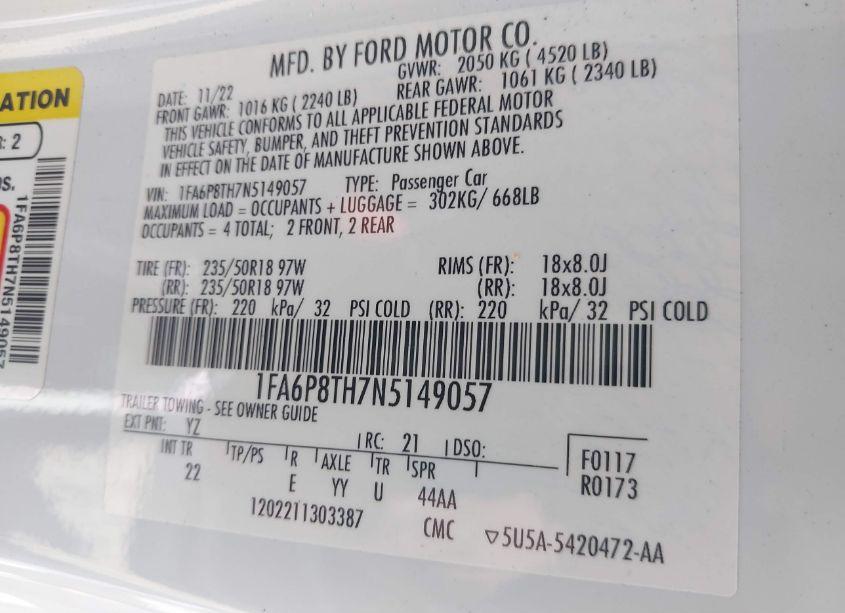 ATION
: 2
S.
1FA6P8TH7N5149057
MFD. BY FORD MOTOR CO.
DATE: 11/22 GVWR: 2050 KG ( 4520 LB)
FRONT GAWR: 1016 KG ( 2240 LB) REAR GAWR: 1061 KG ( 2340 LB)
THIS VEHICLE CONFORMS TO ALL APPLICABLE FEDERAL MOTOR
VEHICLE SAFETY, BUMPER, AND THEFT PREVENTION STANDARDS
IN EFFECT ON THE DATE OF MANUFACTURE SHOWN ABOVE.
VIN: 1FA6P8TH7N5149057 TYPE: Passenger Car
MAXIMUM LOAD = OCCUPANTS + LUGGAGE = 302KG/ 668LB
OCCUPANTS = 4 TOTAL; 2 FRONT, 2 REAR
TIRE (FR): 235/50R18 97W RIMS (FR): 18x8.0J
(RR): 235/50R18 97W (RR): 18x8.0J
PRESSURE (FR): 220 kPa/ 32 PSI COLD (RR): 220 kPa/ 32 PSI COLD
1FA6P8TH7N5149057
TRAILER TOWING - SEE OWNER GUIDE
EXT PNT: YZ RC: 21 DSO:
INT TR TP/PS R AXLE TR SPR F0117
22 E YY U 44AA R0173
1202211303387 CMC ▽5U5A-5420472-AA